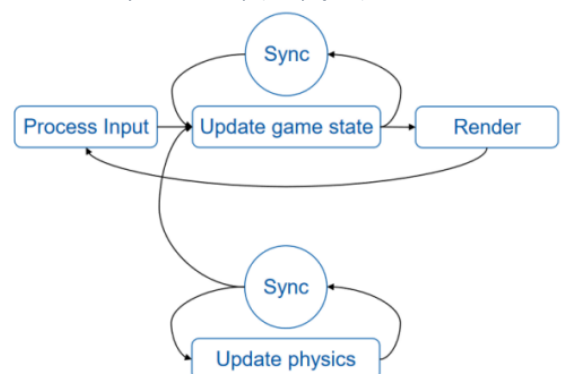 Sync
Process Input
Update game state
Render
Sync
Update physics